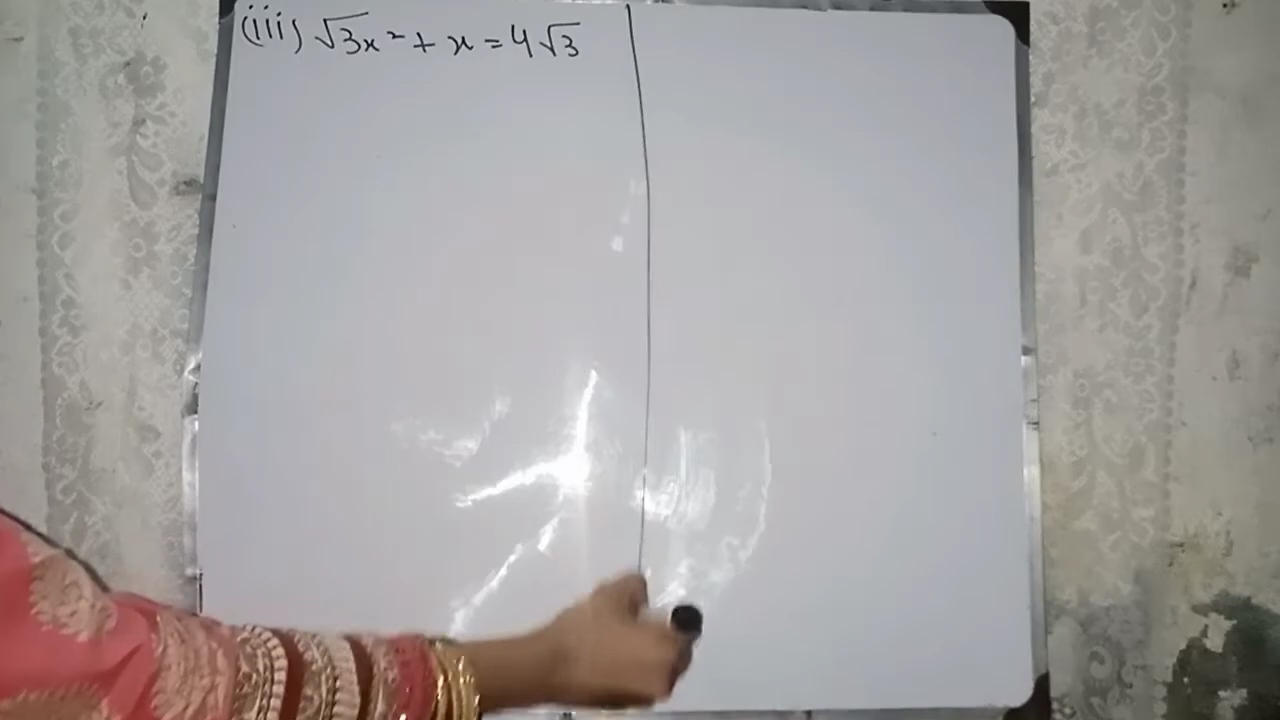 (iii) √3x² + x = 4√3